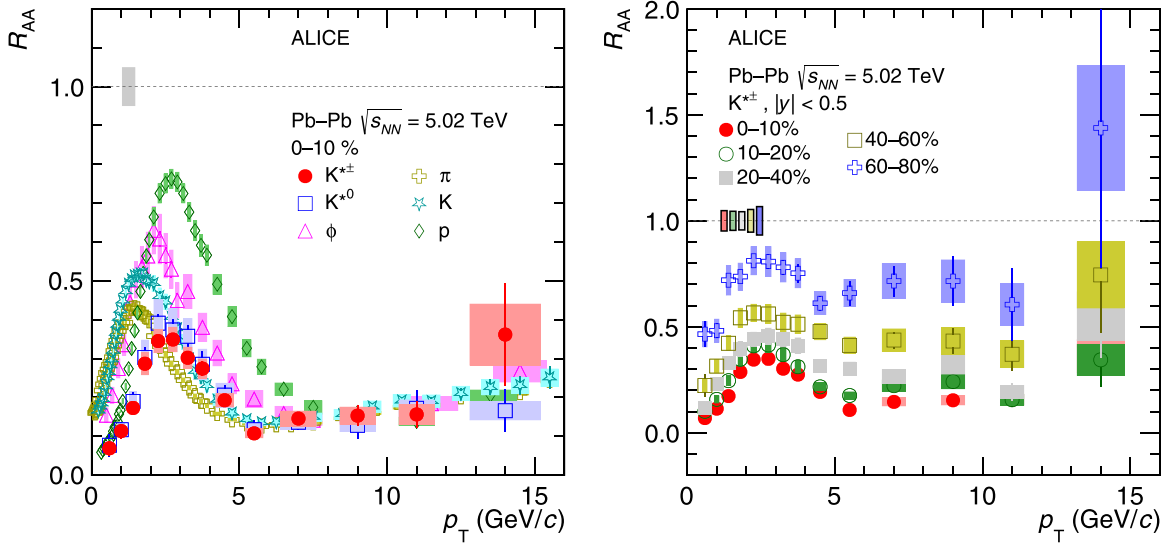 R_AA
ALICE
1.0
Pb–Pb √s_NN = 5.02 TeV
0–10 %
K*± π
K*0 K
ϕ p
0.5
0.0
0 5 10 15
p_T (GeV/c)
R_AA
2.0
ALICE
Pb–Pb √s_NN = 5.02 TeV
K*± , |y| < 0.5
1.5
0–10% 40–60%
10–20% 60–80%
20–40%
1.0
0.5
0.0
0 5 10 15
p_T (GeV/c)